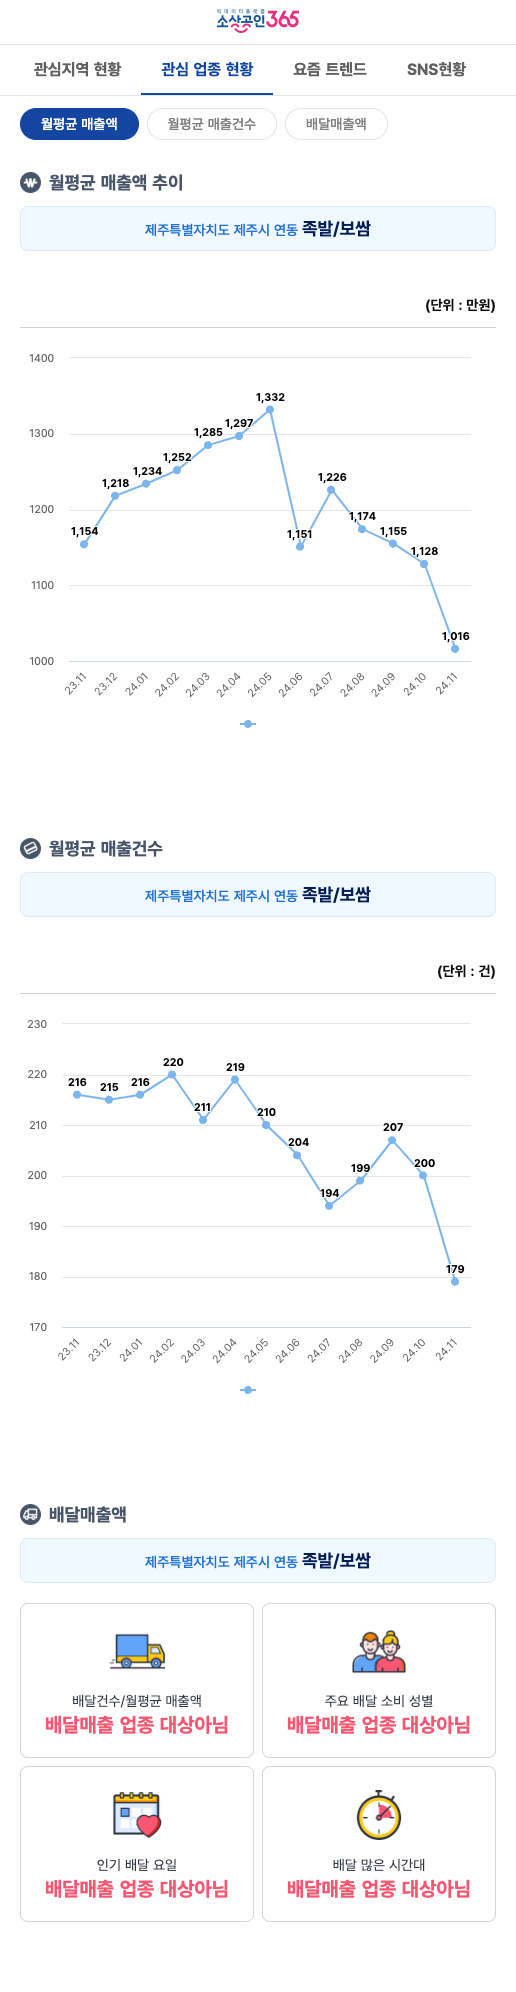 빅데이터플랫폼
소상공인365
관심지역 현황 관심 업종 현황 요즘 트렌드 SNS현황
월평균 매출액 월평균 매출건수 배달매출액
월평균 매출액 추이
제주특별자치도 제주시 연동 족발/보쌈
(단위 : 만원)
1400
1300
1200
1100
1000
1,154
1,218
1,234
1,252
1,285
1,297
1,332
1,151
1,226
1,174
1,155
1,128
1,016
23.11 23.12 24.01 24.02 24.03 24.04 24.05 24.06 24.07 24.08 24.09 24.10 24.11
월평균 매출건수
제주특별자치도 제주시 연동 족발/보쌈
(단위 : 건)
230
220
210
200
190
180
170
216
215
216
220
211
219
210
204
194
199
207
200
179
23.11 23.12 24.01 24.02 24.03 24.04 24.05 24.06 24.07 24.08 24.09 24.10 24.11
배달매출액
제주특별자치도 제주시 연동 족발/보쌈
배달건수/월평균 매출액
배달매출 업종 대상아님
주요 배달 소비 성별
배달매출 업종 대상아님
인기 배달 요일
배달매출 업종 대상아님
배달 많은 시간대
배달매출 업종 대상아님